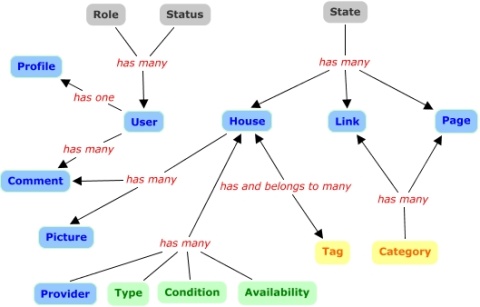 Role
Status
State
has many
has many
Profile
has one
User
House
Link
Page
has many
Comment
has many
has and belongs to many
has many
Picture
has many
Tag
Category
Provider
Type
Condition
Availability